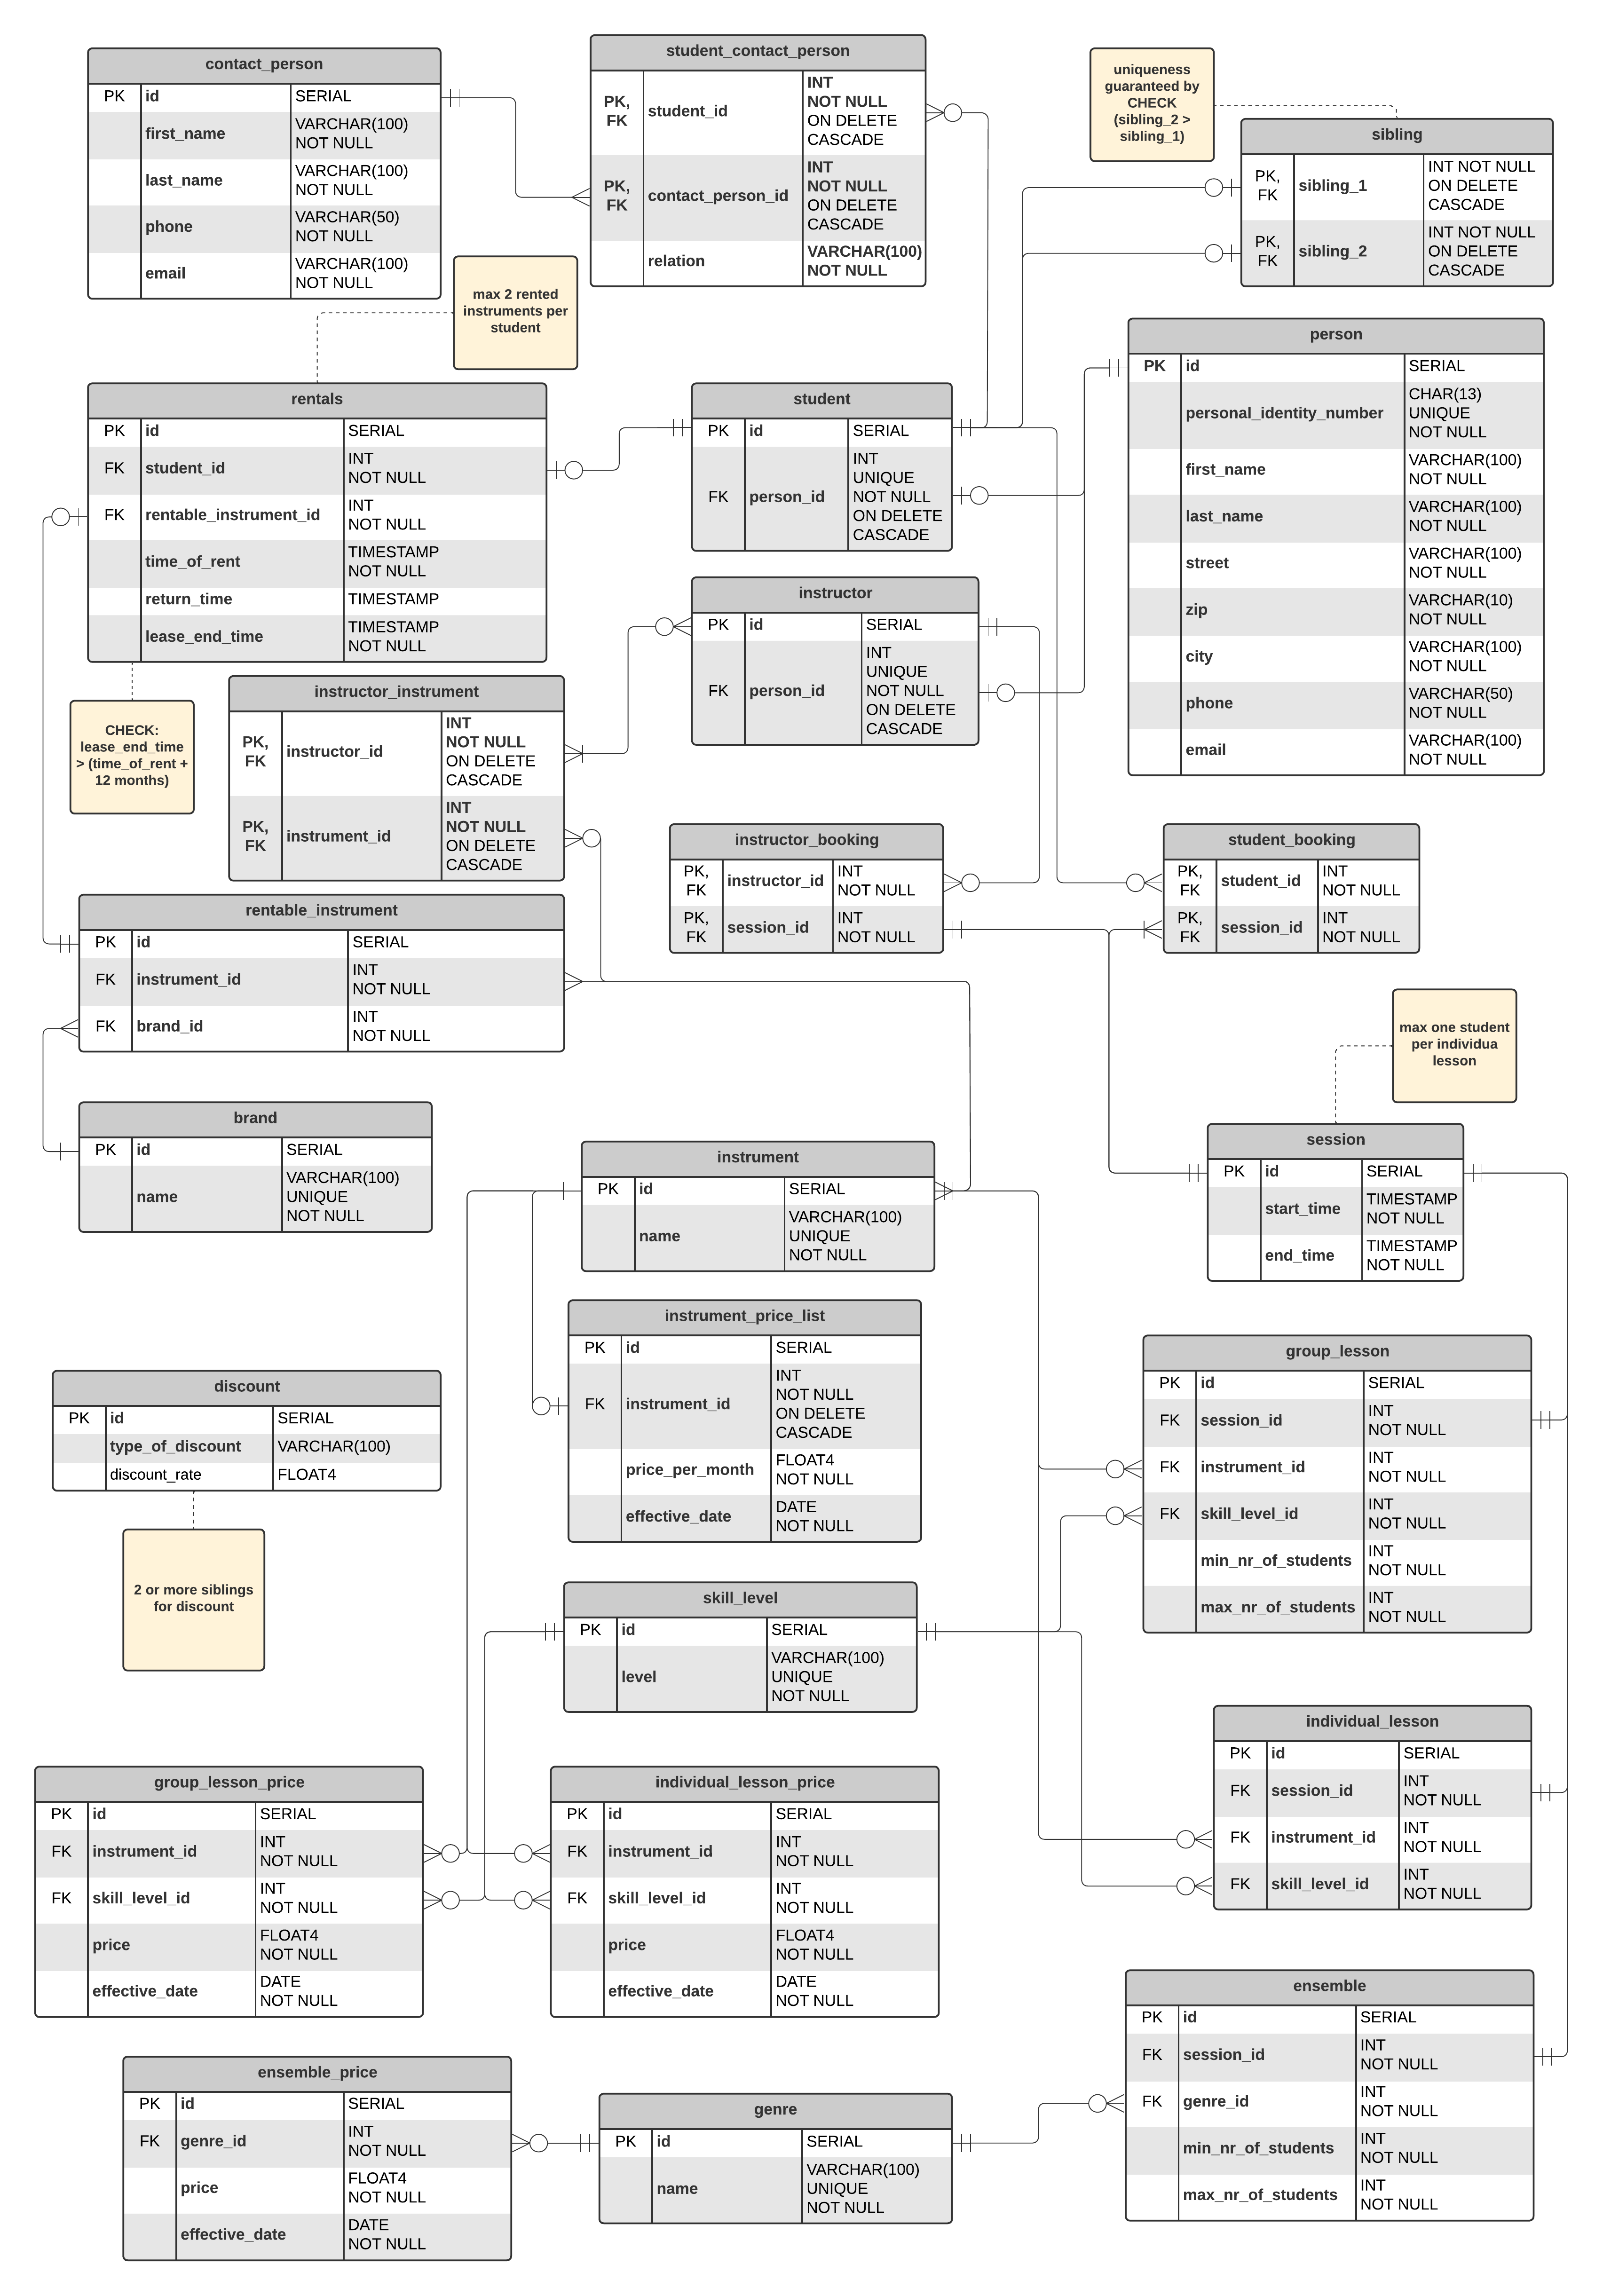 contact_person
PK id SERIAL
first_name VARCHAR(100)
NOT NULL
last_name VARCHAR(100)
NOT NULL
phone VARCHAR(50)
NOT NULL
email VARCHAR(100)
NOT NULL
student_contact_person
PK,
FK
student_id
INT
NOT NULL
ON DELETE
CASCADE
PK,
FK
contact_person_id
INT
NOT NULL
ON DELETE
CASCADE
relation
VARCHAR(100)
NOT NULL
uniqueness
guaranteed by
CHECK
(sibling_2 >
sibling_1)
sibling
PK,
FK
sibling_1
INT NOT NULL
ON DELETE
CASCADE
PK,
FK
sibling_2
INT NOT NULL
ON DELETE
CASCADE
max 2 rented
instruments per
student
rentals
PK id SERIAL
FK student_id INT
NOT NULL
FK rentable_instrument_id INT
NOT NULL
time_of_rent TIMESTAMP
NOT NULL
return_time TIMESTAMP
lease_end_time TIMESTAMP
NOT NULL
student
PK id SERIAL
FK person_id
INT
UNIQUE
NOT NULL
ON DELETE
CASCADE
person
PK id SERIAL
personal_identity_number
CHAR(13)
UNIQUE
NOT NULL
first_name VARCHAR(100)
NOT NULL
last_name VARCHAR(100)
NOT NULL
street VARCHAR(100)
NOT NULL
zip VARCHAR(10)
NOT NULL
city VARCHAR(100)
NOT NULL
phone VARCHAR(50)
NOT NULL
email VARCHAR(100)
NOT NULL
instructor
PK id SERIAL
FK person_id
INT
UNIQUE
NOT NULL
ON DELETE
CASCADE
CHECK:
lease_end_time
> (time_of_rent +
12 months)
instructor_instrument
PK,
FK
instructor_id
INT
NOT NULL
ON DELETE
CASCADE
PK,
FK
instrument_id
INT
NOT NULL
ON DELETE
CASCADE
instructor_booking
PK,
FK
instructor_id
INT
NOT NULL
PK,
FK
session_id
INT
NOT NULL
student_booking
PK,
FK
student_id
INT
NOT NULL
PK,
FK
session_id
INT
NOT NULL
rentable_instrument
PK id SERIAL
FK instrument_id INT
NOT NULL
FK brand_id INT
NOT NULL
max one student
per individua
lesson
brand
PK id SERIAL
name
VARCHAR(100)
UNIQUE
NOT NULL
instrument
PK id SERIAL
name
VARCHAR(100)
UNIQUE
NOT NULL
session
PK id SERIAL
start_time TIMESTAMP
NOT NULL
end_time TIMESTAMP
NOT NULL
instrument_price_list
PK id SERIAL
FK instrument_id
INT
NOT NULL
ON DELETE
CASCADE
price_per_month FLOAT4
NOT NULL
effective_date DATE
NOT NULL
group_lesson
PK id SERIAL
FK session_id INT
NOT NULL
FK instrument_id INT
NOT NULL
FK skill_level_id INT
NOT NULL
min_nr_of_students INT
NOT NULL
max_nr_of_students INT
NOT NULL
discount
PK id SERIAL
type_of_discount VARCHAR(100)
discount_rate FLOAT4
2 or more siblings
for discount
skill_level
PK id SERIAL
level
VARCHAR(100)
UNIQUE
NOT NULL
individual_lesson
PK id SERIAL
FK session_id INT
NOT NULL
FK instrument_id INT
NOT NULL
FK skill_level_id INT
NOT NULL
group_lesson_price
PK id SERIAL
FK instrument_id INT
NOT NULL
FK skill_level_id INT
NOT NULL
price FLOAT4
NOT NULL
effective_date DATE
NOT NULL
individual_lesson_price
PK id SERIAL
FK instrument_id INT
NOT NULL
FK skill_level_id INT
NOT NULL
price FLOAT4
NOT NULL
effective_date DATE
NOT NULL
ensemble
PK id SERIAL
FK session_id INT
NOT NULL
FK genre_id INT
NOT NULL
min_nr_of_students INT
NOT NULL
max_nr_of_students INT
NOT NULL
ensemble_price
PK id SERIAL
FK genre_id INT
NOT NULL
price FLOAT4
NOT NULL
effective_date DATE
NOT NULL
genre
PK id SERIAL
name
VARCHAR(100)
UNIQUE
NOT NULL